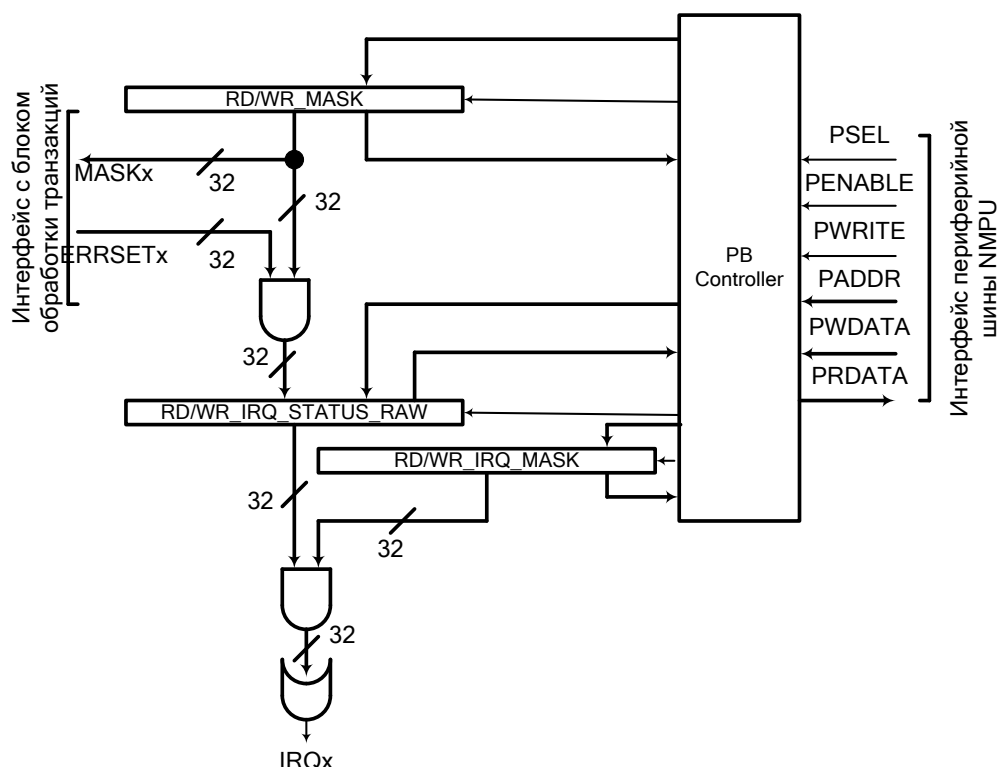 RD/WR_MASK
Интерфейс с блоком
обработки транзакций
MASKx
32
32
ERRSETx
32
PB
Controller
PSEL
PENABLE
PWRITE
PADDR
PWDATA
PRDATA
Интерфейс периферийной
шины NMPU
32
RD/WR_IRQ_STATUS_RAW
RD/WR_IRQ_MASK
32
32
32
IRQx